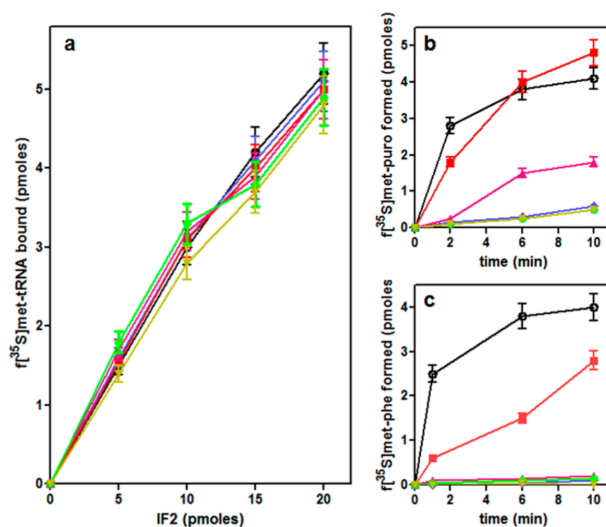 a
f[³⁵S]met-tRNA bound (pmoles)
5
4
3
2
1
0
0 5 10 15 20
IF2 (pmoles)
b
f[³⁵S]met-puro formed (pmoles)
5
4
3
2
1
0
0 2 4 6 8 10
time (min)
c
f[³⁵S]met-phe formed (pmoles)
4
3
2
1
0
0 2 4 6 8 10
time (min)